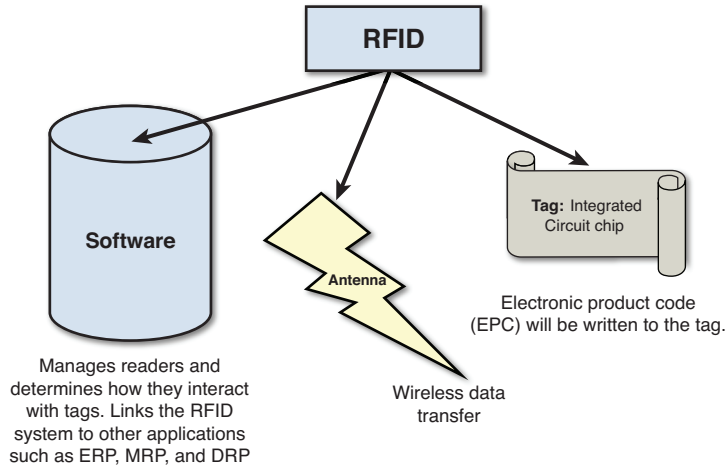 RFID
Software
Manages readers and
determines how they interact
with tags. Links the RFID
system to other applications
such as ERP, MRP, and DRP
Antenna
Wireless data
transfer
Tag: Integrated
Circuit chip
Electronic product code
(EPC) will be written to the tag.